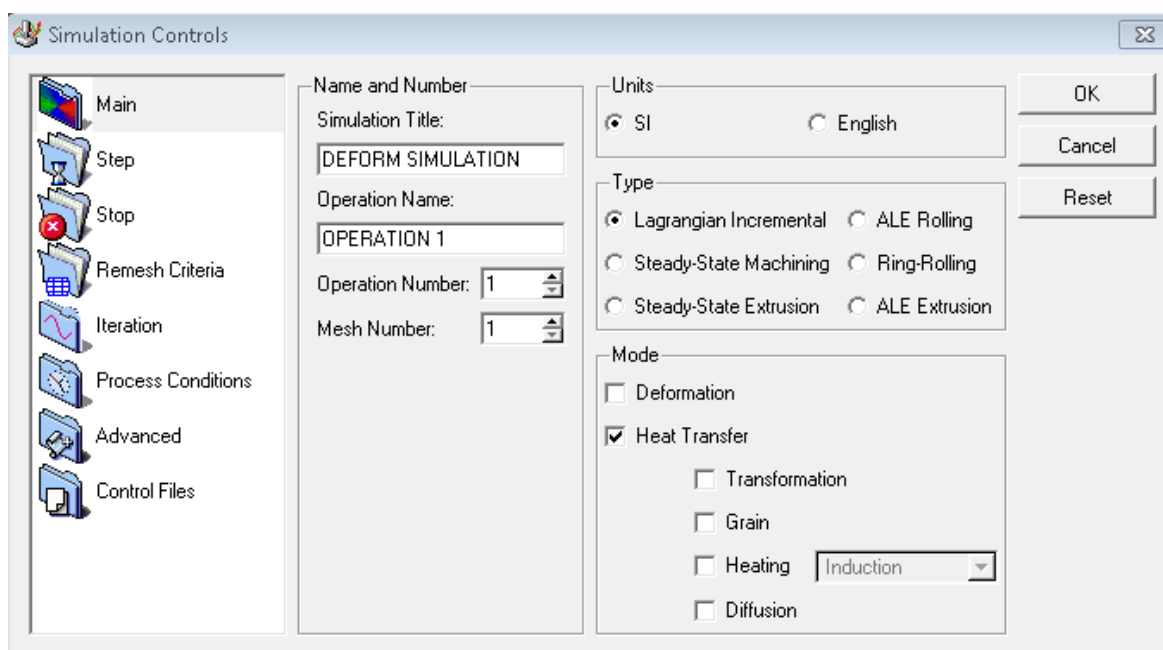 Simulation Controls
Main
Step
Stop
Remesh Criteria
Iteration
Process Conditions
Advanced
Control Files
Name and Number
Simulation Title:
DEFORM SIMULATION
Operation Name:
OPERATION 1
Operation Number: 1
Mesh Number: 1
Units
SI English
Type
Lagrangian Incremental ALE Rolling
Steady-State Machining Ring-Rolling
Steady-State Extrusion ALE Extrusion
Mode
Deformation
Heat Transfer
Transformation
Grain
Heating Induction
Diffusion
OK
Cancel
Reset